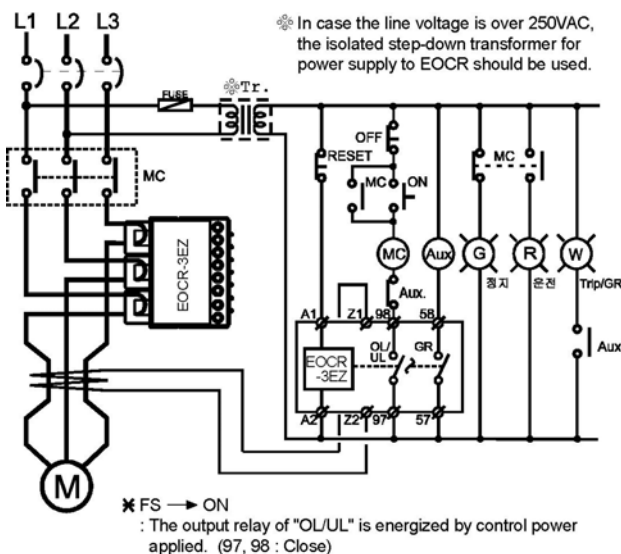 L1 L2 L3
※ In case the line voltage is over 250VAC,
the isolated step-down transformer for
power supply to EOCR should be used.
※Tr.
FUSE
OFF
RESET
MC
MC
ON
MC
EOCR-3EZ
MC
Aux
G
R
W
정지
운전
Trip/GR
Aux.
A1
Z1
98
58
Aux
EOCR
-3EZ
OL/
UL
GR
A2
Z2
97
57
M
※ FS → ON
: The output relay of "OL/UL" is energized by control power
applied. (97, 98 : Close)